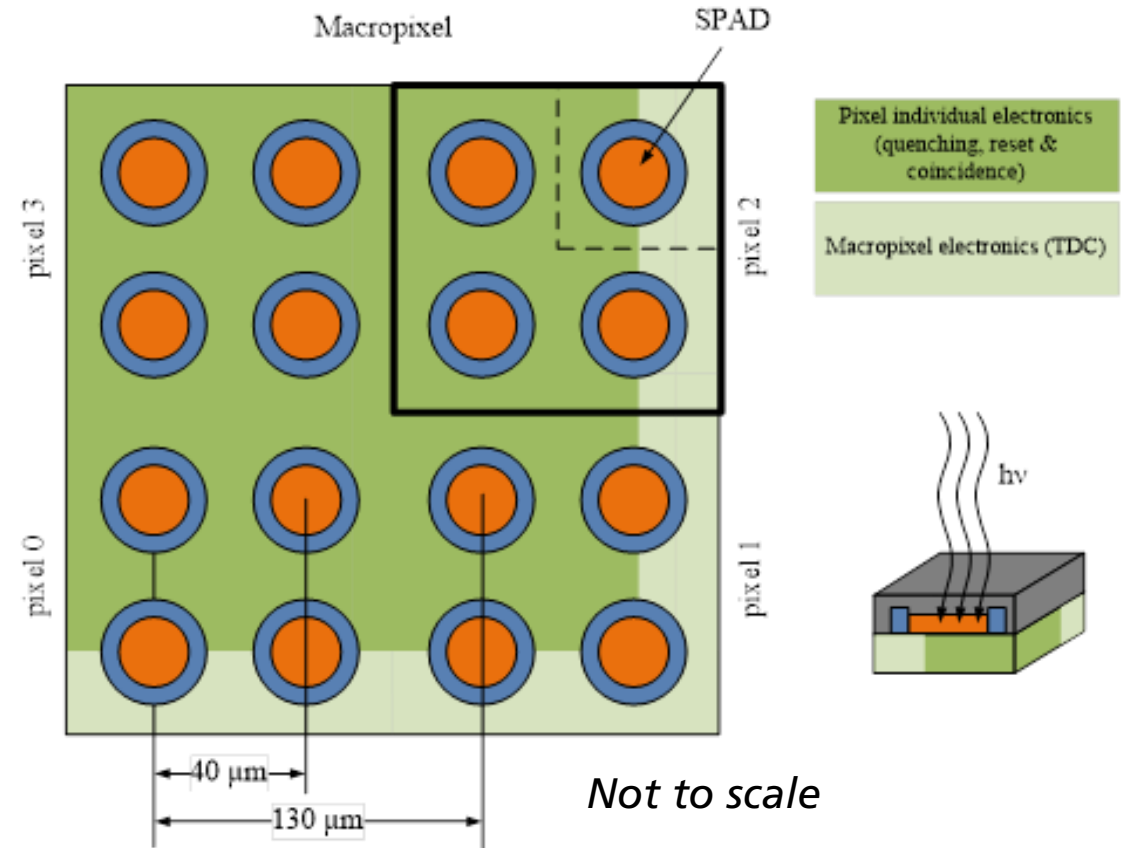 Macropixel
SPAD
Pixel individual electronics
(quenching, reset &
coincidence)
Macropixel electronics (TDC)
pixel 3
pixel 2
hν
pixel 0
pixel 1
40 μm
130 μm
Not to scale